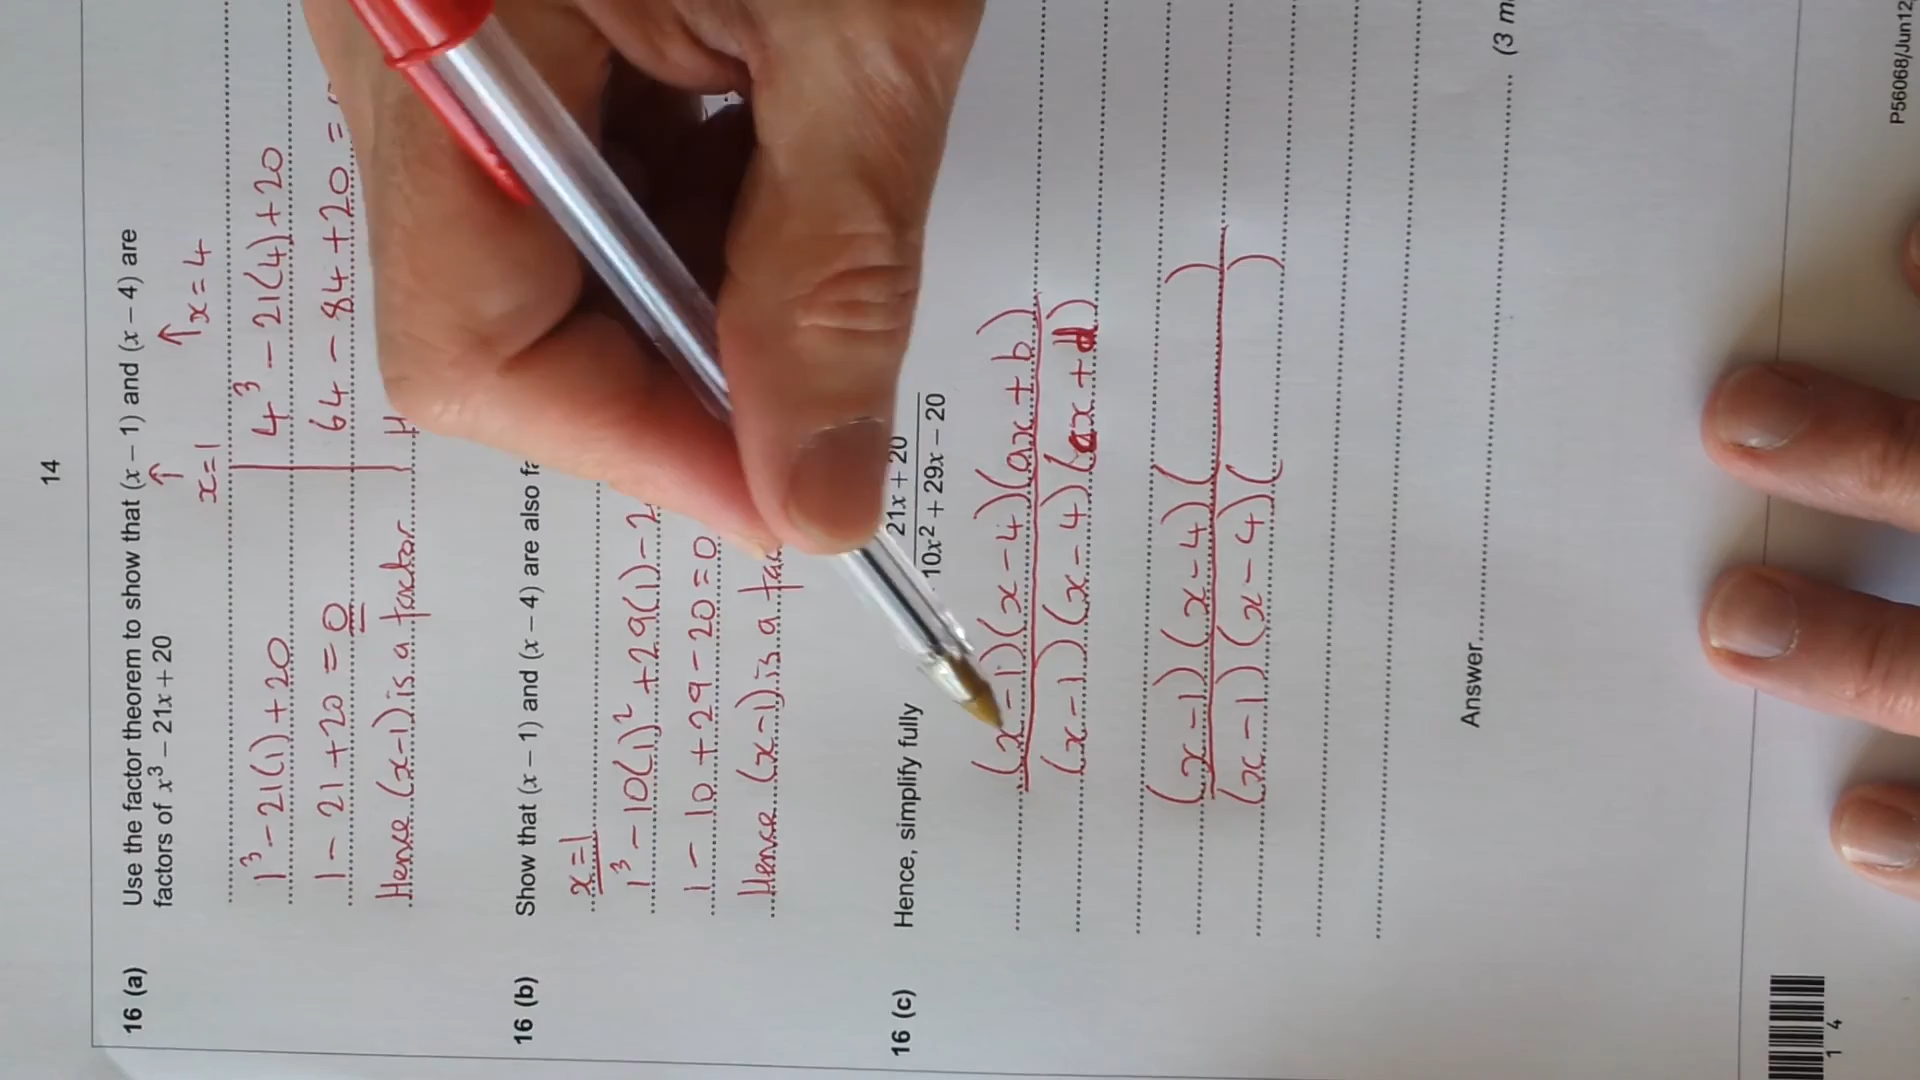 14
16 (a) Use the factor theorem to show that (x − 1) and (x − 4) are
factors of x³ − 21x + 20
x=1 x=4
1³ − 21(1) + 20 4³ − 21(4) + 20
1 − 21 + 20 = 0 64 − 84 + 20 =
Hence (x−1) is a factor H
16 (b) Show that (x − 1) and (x − 4) are also
x=1
1³ − 10(1)² + 29(1) − 2
1 − 10 + 29 − 20 = 0
Hence (x−1) is a
16 (c) Hence, simplify fully
21x + 20
10x² + 29x − 20
(x−1)(x−4)(ax+b)
(x−1)(x−4)(cx+d)
(x−1)(x−4)( )
(x−1)(x−4)( )
Answer
(3
1 4
P56068/Jun12